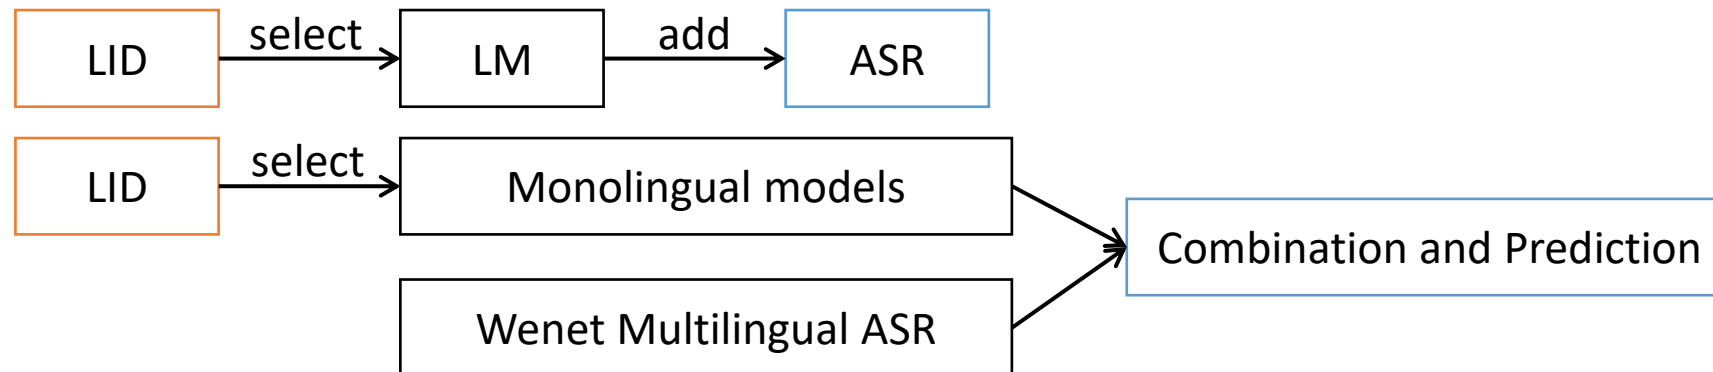 LID select LM add ASR
LID select Monolingual models
Combination and Prediction
Wenet Multilingual ASR